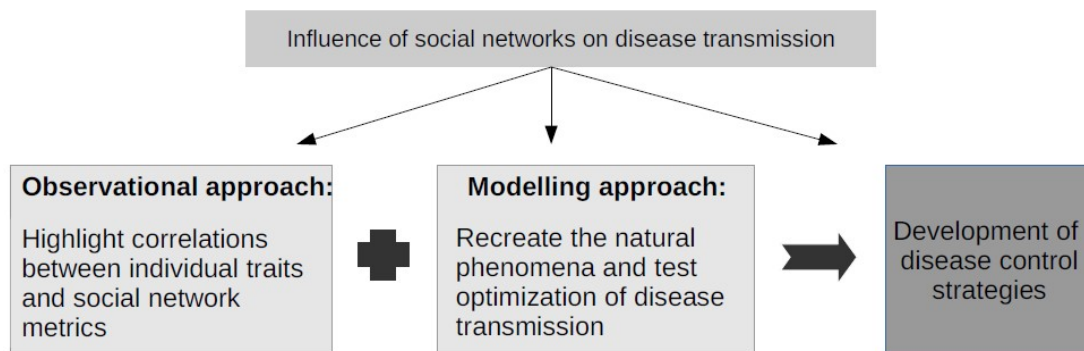 Influence of social networks on disease transmission
Observational approach:
Highlight correlations
between individual traits
and social network
metrics
Modelling approach:
Recreate the natural
phenomena and test
optimization of disease
transmission
Development of
disease control
strategies